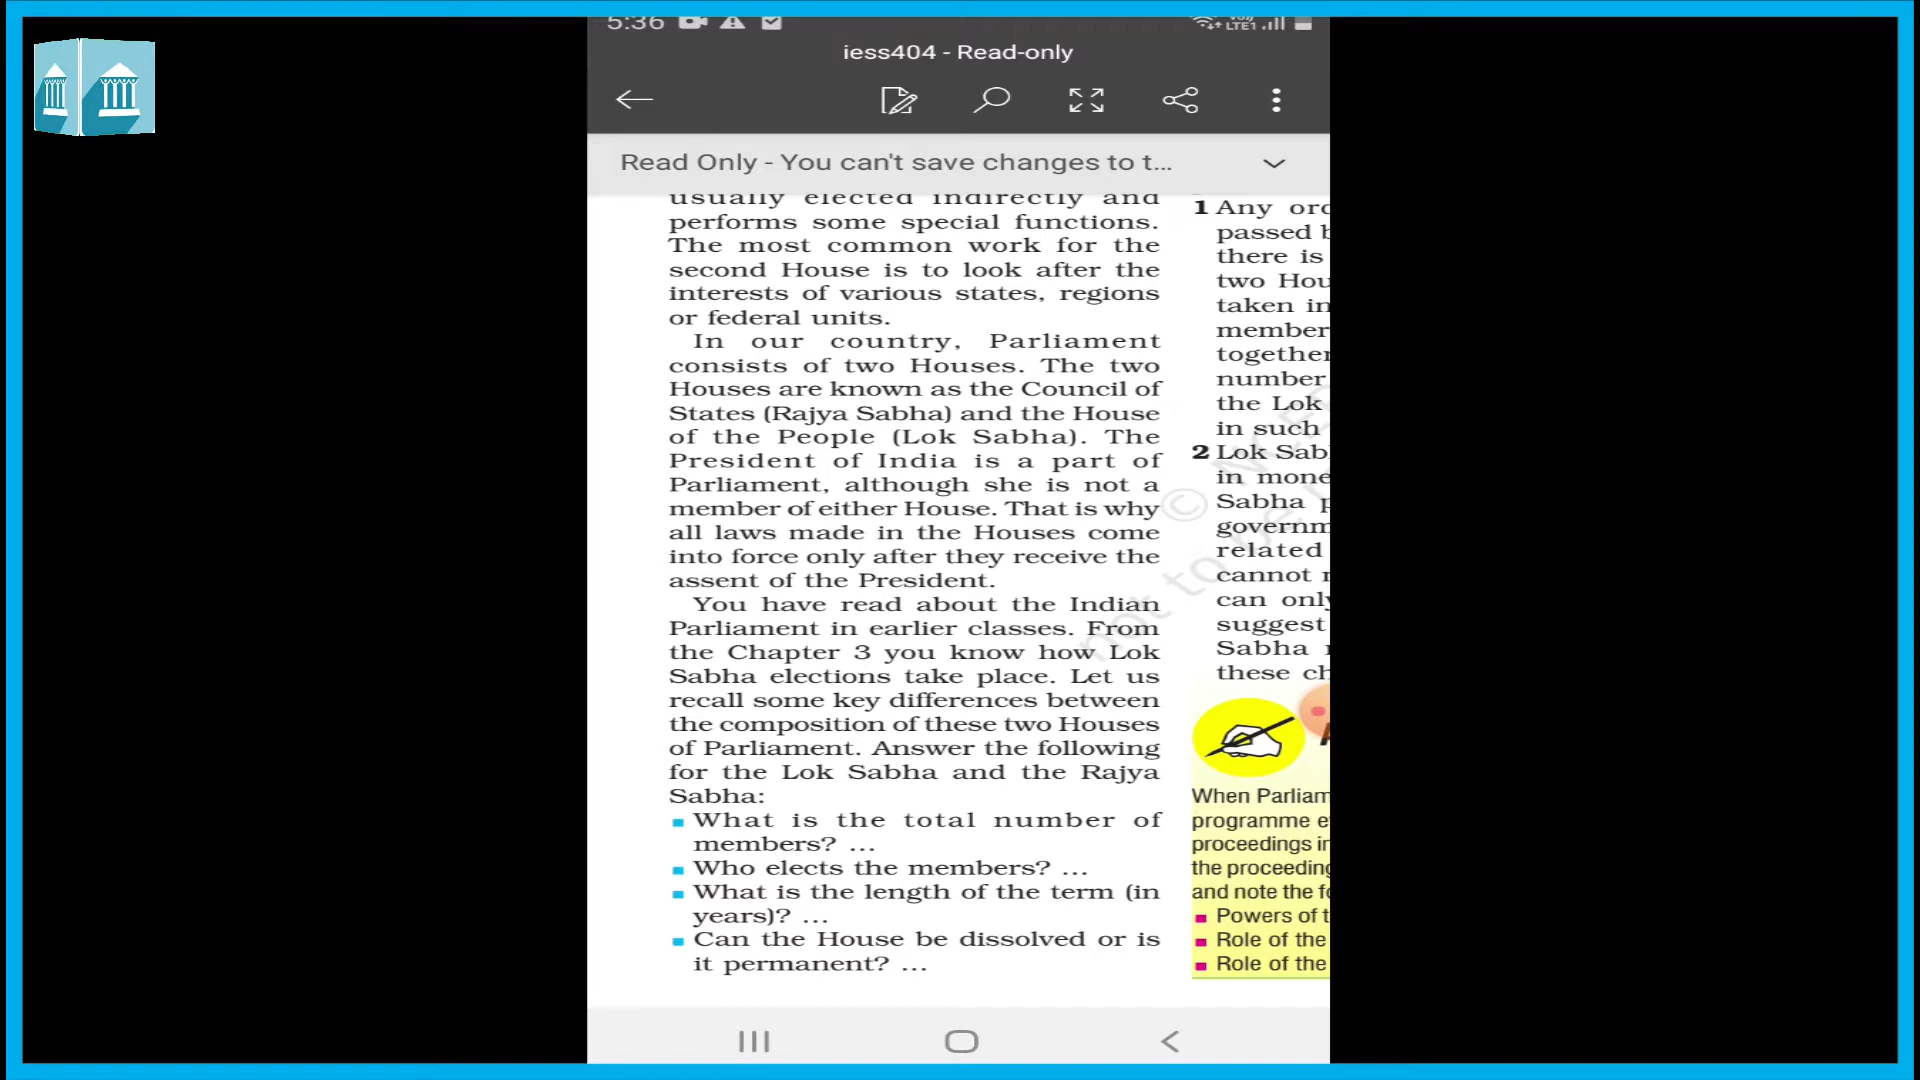 5:36
LTE1
iess404 - Read-only
Read Only - You can't save changes to t...
usually elected indirectly and
performs some special functions.
The most common work for the
second House is to look after the
interests of various states, regions
or federal units.
In our country, Parliament
consists of two Houses. The two
Houses are known as the Council of
States (Rajya Sabha) and the House
of the People (Lok Sabha). The
President of India is a part of
Parliament, although she is not a
member of either House. That is why
all laws made in the Houses come
into force only after they receive the
assent of the President.
You have read about the Indian
Parliament in earlier classes. From
the Chapter 3 you know how Lok
Sabha elections take place. Let us
recall some key differences between
the composition of these two Houses
of Parliament. Answer the following
for the Lok Sabha and the Rajya
Sabha:
What is the total number of
members? ...
Who elects the members? ...
What is the length of the term (in
years)? ...
Can the House be dissolved or is
it permanent? ...
1 Any
passed
there is
two
taken in
member
together
number
the Lok
in such
2 Lok
in
Sabha
related
cannot
can only
suggest
Sabha
these
When
programme
proceedings
the
and note the
Powers of
Role of the
Role of the
not to be